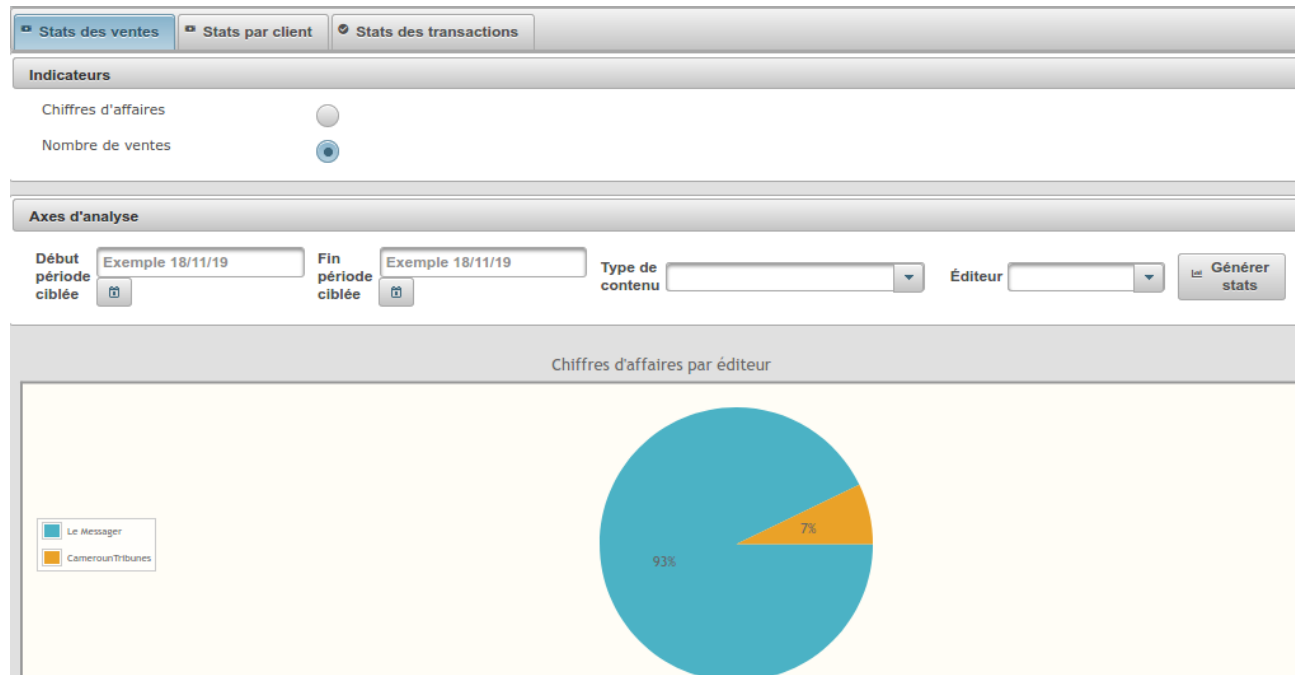 Stats des ventes Stats par client Stats des transactions
Indicateurs
Chiffres d'affaires
Nombre de ventes
Axes d'analyse
Début période ciblée
Exemple 18/11/19
Fin période ciblée
Exemple 18/11/19
Type de contenu
Éditeur
Générer stats
Chiffres d'affaires par éditeur
Le Messager
CamerounTribunes
7%
93%